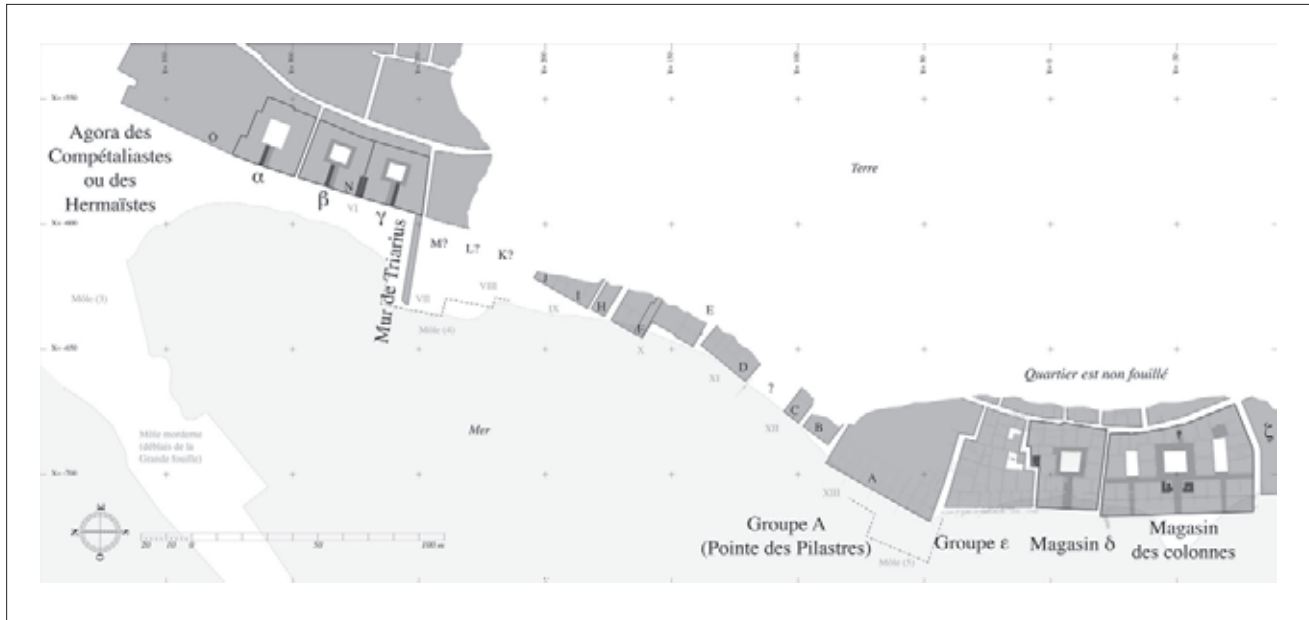 Agora des
Compétaliastes
ou des
Hermaïstes
O
α
β
N
VI
γ
Mur de Triarius
M?
L?
K?
Terre
Môle (3)
VII
VIII
Môle (4)
J
I
H
IX
F
X
E
D
XI
?
C
XII
B
Quartier est non fouillé
Mer
Môle morderne
(déblais de la
Grande fouille)
A
XIII
ζ
Groupe A
(Pointe des Pilastres)
Môle (5)
Groupe ε
Magasin δ
Magasin
des colonnes
20 10 0 50 100 m